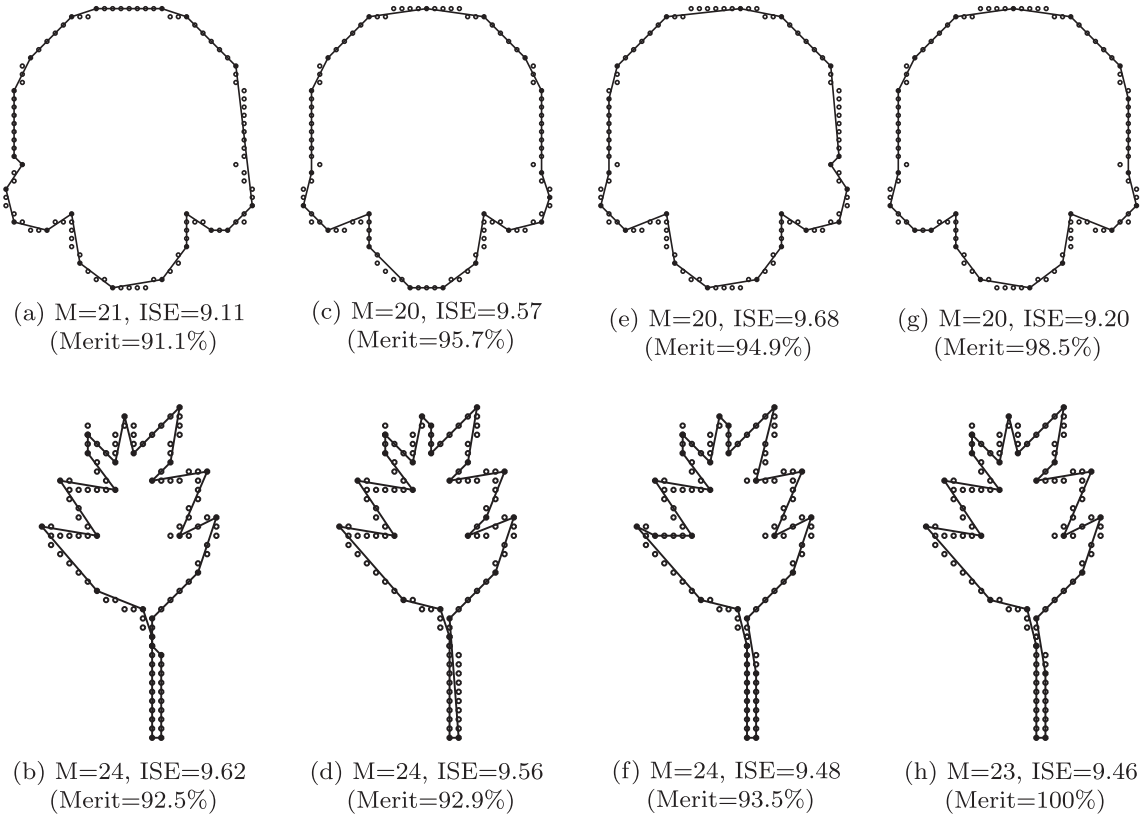 (a) M=21, ISE=9.11
(Merit=91.1%)
(c) M=20, ISE=9.57
(Merit=95.7%)
(e) M=20, ISE=9.68
(Merit=94.9%)
(g) M=20, ISE=9.20
(Merit=98.5%)
(b) M=24, ISE=9.62
(Merit=92.5%)
(d) M=24, ISE=9.56
(Merit=92.9%)
(f) M=24, ISE=9.48
(Merit=93.5%)
(h) M=23, ISE=9.46
(Merit=100%)